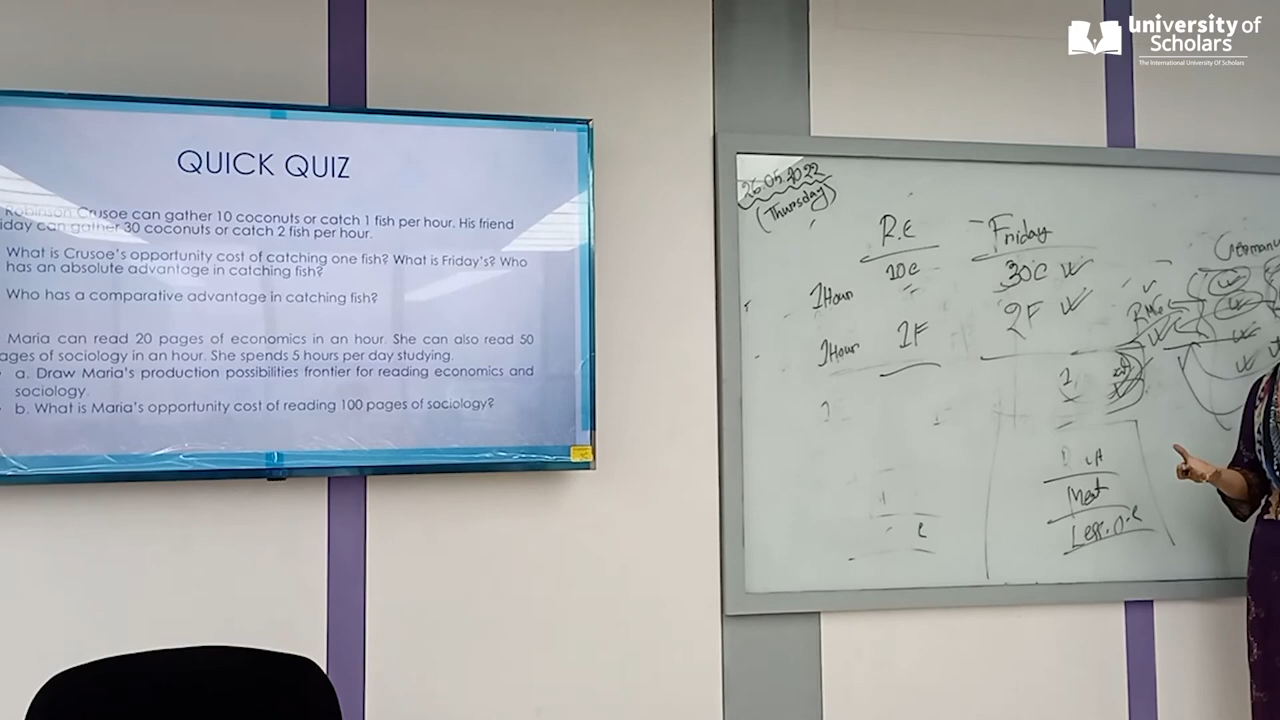 university of
Scholars
The International University Of Scholars
QUICK QUIZ
Robinson Crusoe can gather 10 coconuts or catch 1 fish per hour. His friend
iday can gather 30 coconuts or catch 2 fish per hour.
What is Crusoe's opportunity cost of catching one fish? What is Friday's? Who
has an absolute advantage in catching fish?
Who has a comparative advantage in catching fish?
Maria can read 20 pages of economics in an hour. She can also read 50
ages of sociology in an hour. She spends 5 hours per day studying.
a. Draw Maria's production possibilities frontier for reading economics and
sociology.
b. What is Maria's opportunity cost of reading 100 pages of sociology?
26.05.2022
(Thursday)
R.C Friday
1Hour 10C 30C
1Hour 1F 2F
1
1
Meat
Less.